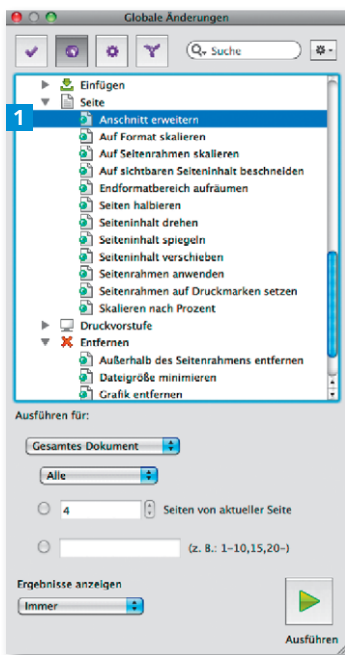 Globale Änderungen
Suche
Einfügen
Seite
1
Anschnitt erweitern
Auf Format skalieren
Auf Seitenrahmen skalieren
Auf sichtbaren Seiteninhalt beschneiden
Endformatbereich aufräumen
Seiten halbieren
Seiteninhalt drehen
Seiteninhalt spiegeln
Seiteninhalt verschieben
Seitenrahmen anwenden
Seitenrahmen auf Druckmarken setzen
Skalieren nach Prozent
Druckvorstufe
Entfernen
Außerhalb des Seitenrahmens entfernen
Dateigröße minimieren
Grafik entfernen
Ausführen für:
Gesamtes Dokument
Alle
4 Seiten von aktueller Seite
(z. B.: 1–10,15,20–)
Ergebnisse anzeigen
Immer
Ausführen